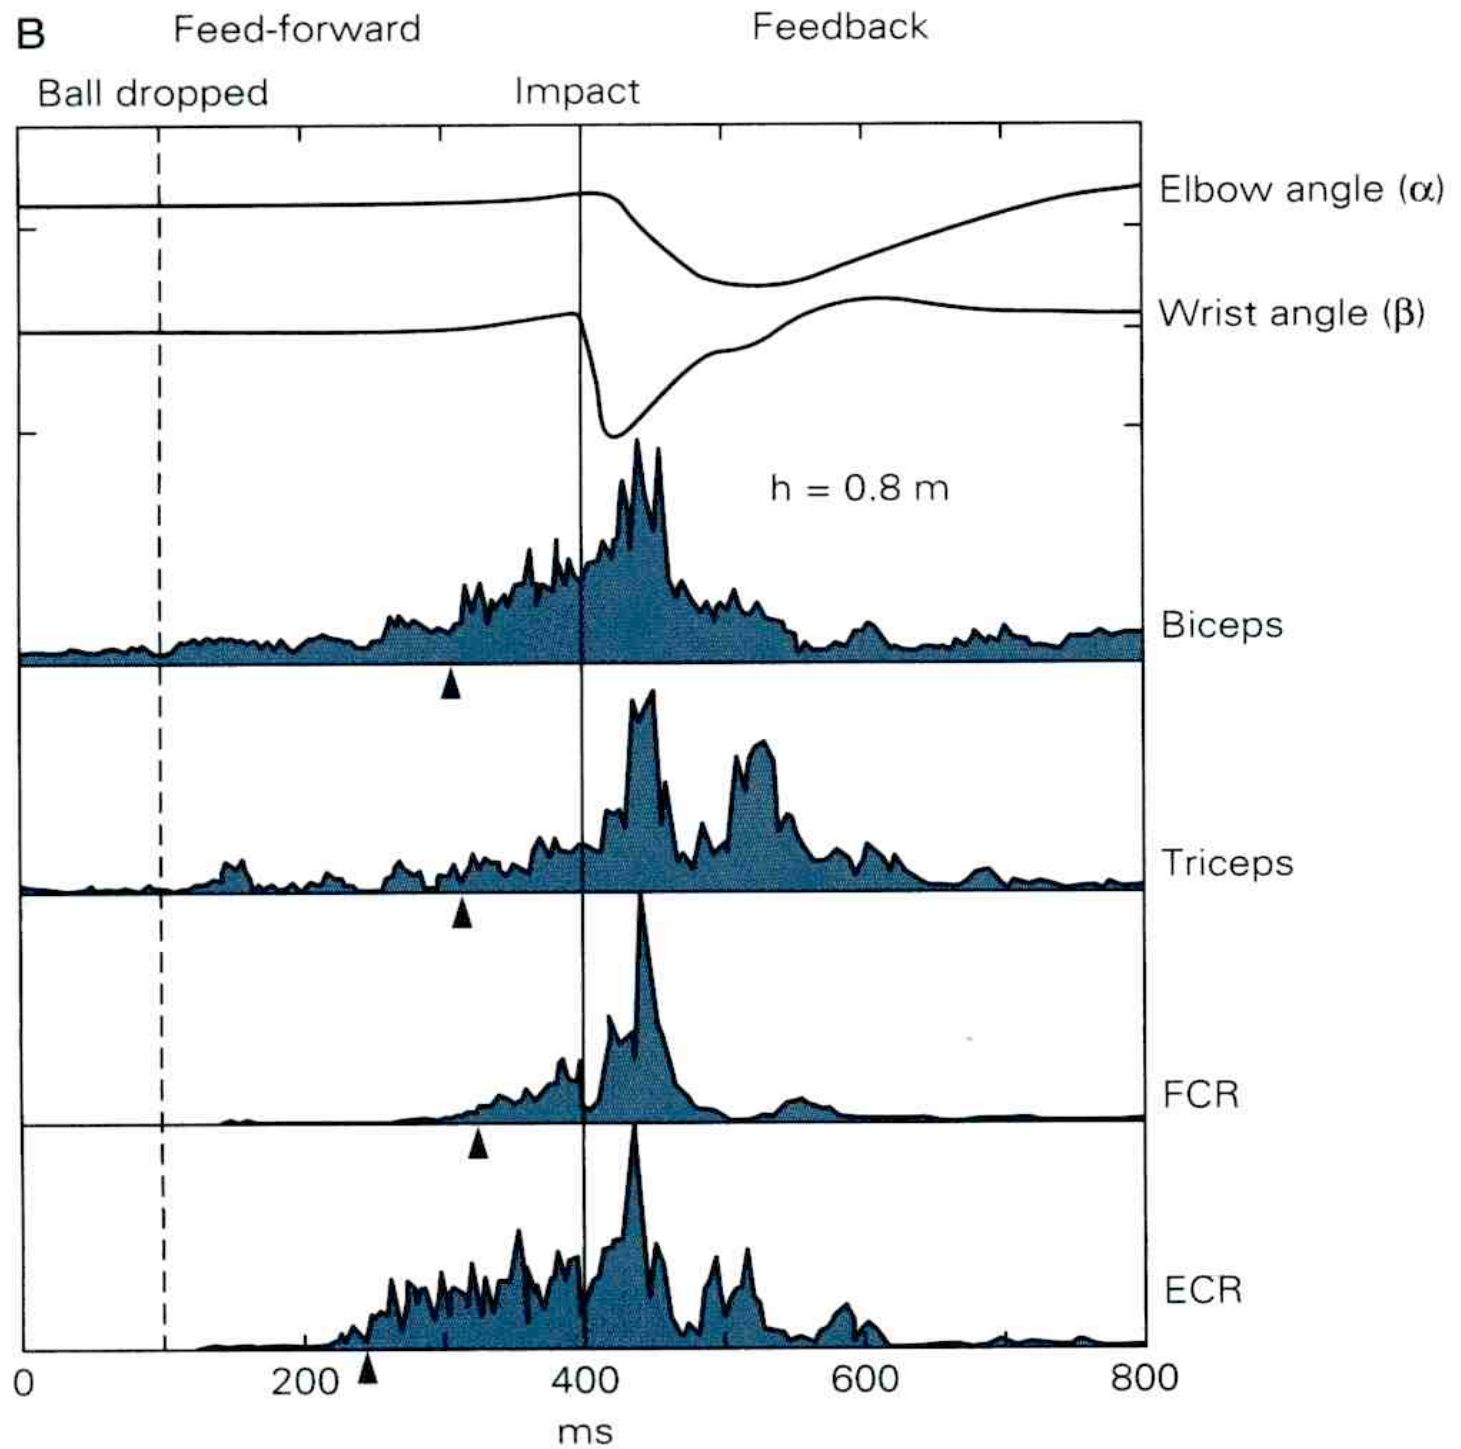 B Feed-forward Feedback
Ball dropped Impact
Elbow angle (α)
Wrist angle (β)
h = 0.8 m
Biceps
Triceps
FCR
ECR
0 200 400 600 800
ms